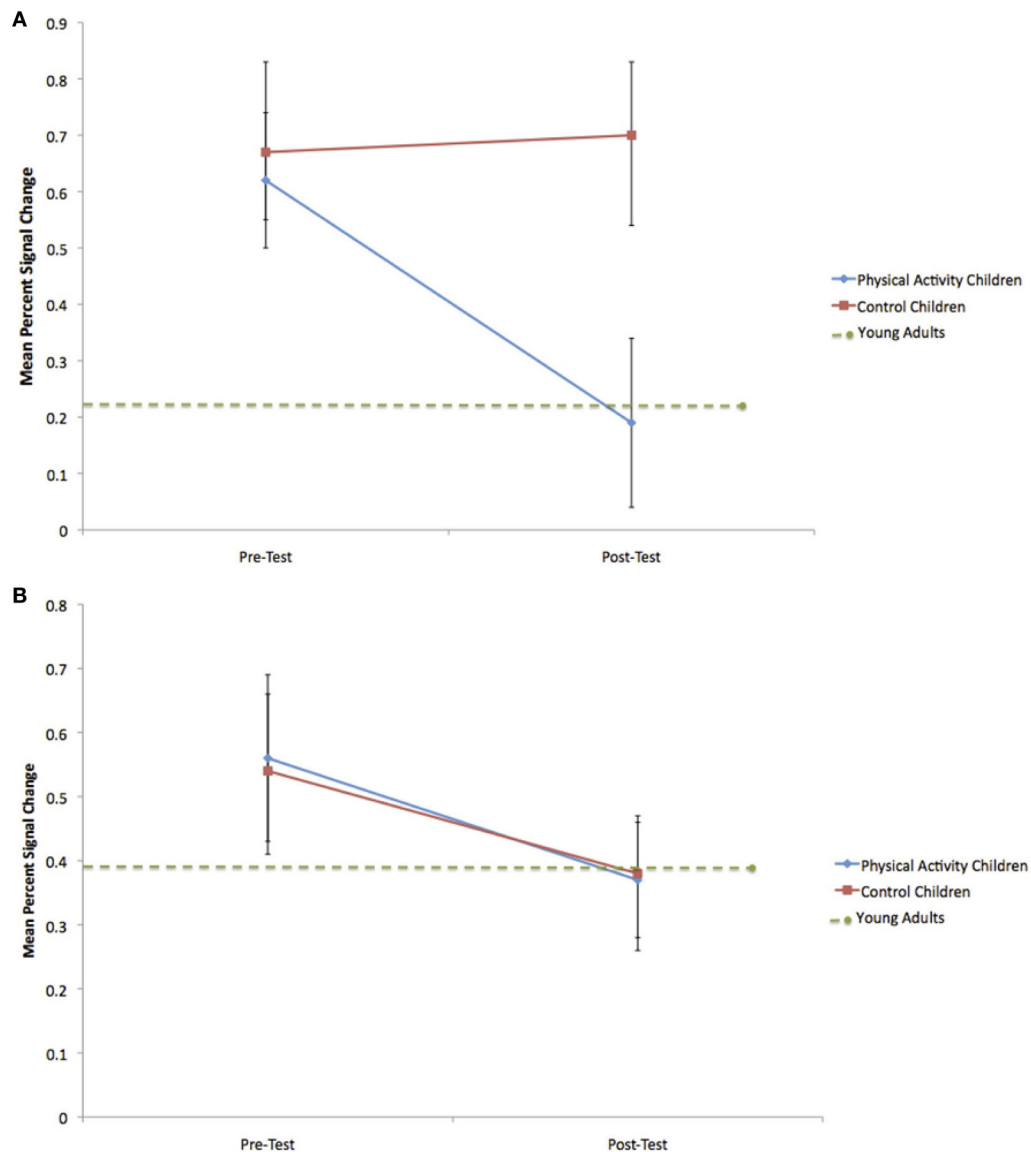 A
0.9
0.8
0.7
0.6
0.5
0.4
0.3
0.2
0.1
0
Mean Percent Signal Change
Pre-Test
Post-Test
Physical Activity Children
Control Children
Young Adults
B
0.8
0.7
0.6
0.5
0.4
0.3
0.2
0.1
0
Mean Percent Signal Change
Pre-Test
Post-Test
Physical Activity Children
Control Children
Young Adults